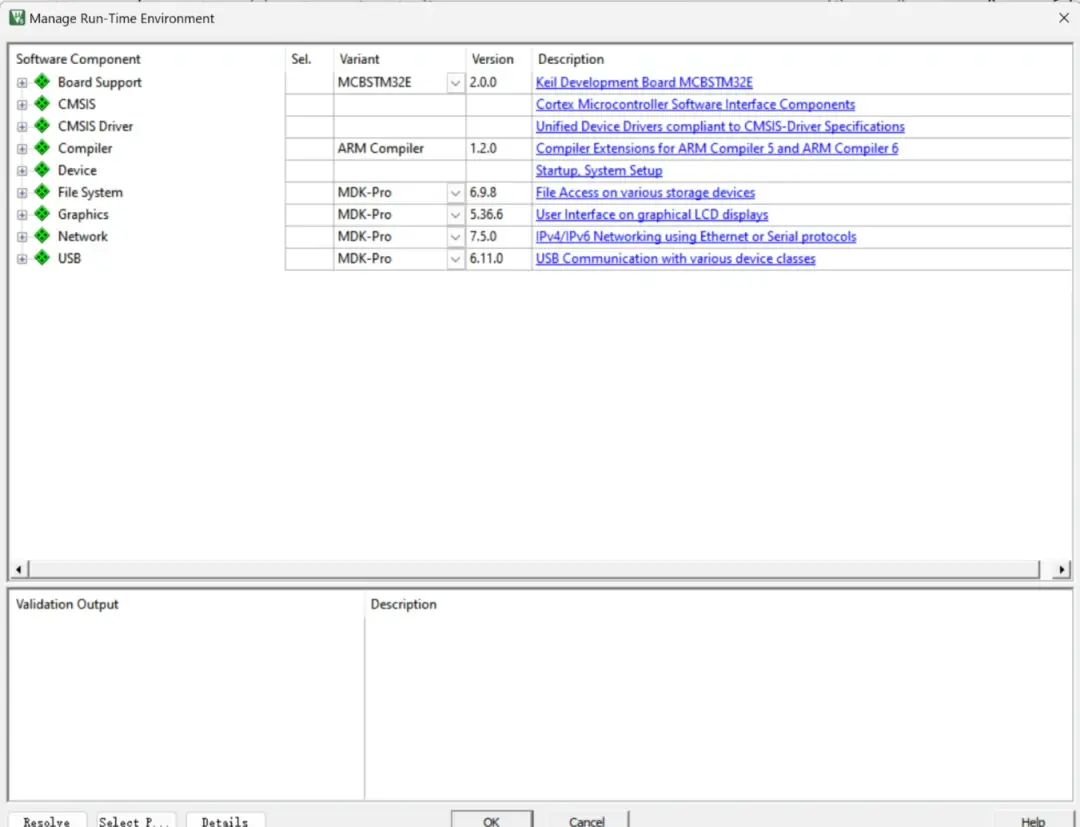 Manage Run-Time Environment
Software Component Sel. Variant Version Description
Board Support MCBSTM32E 2.0.0 Keil Development Board MCBSTM32E
CMSIS Cortex Microcontroller Software Interface Components
CMSIS Driver Unified Device Drivers compliant to CMSIS-Driver Specifications
Compiler ARM Compiler 1.2.0 Compiler Extensions for ARM Compiler 5 and ARM Compiler 6
Device Startup, System Setup
File System MDK-Pro 6.9.8 File Access on various storage devices
Graphics MDK-Pro 5.36.6 User Interface on graphical LCD displays
Network MDK-Pro 7.5.0 IPv4/IPv6 Networking using Ethernet or Serial protocols
USB MDK-Pro 6.11.0 USB Communication with various device classes
Validation Output Description
Resolve Select P... Details OK Cancel Help